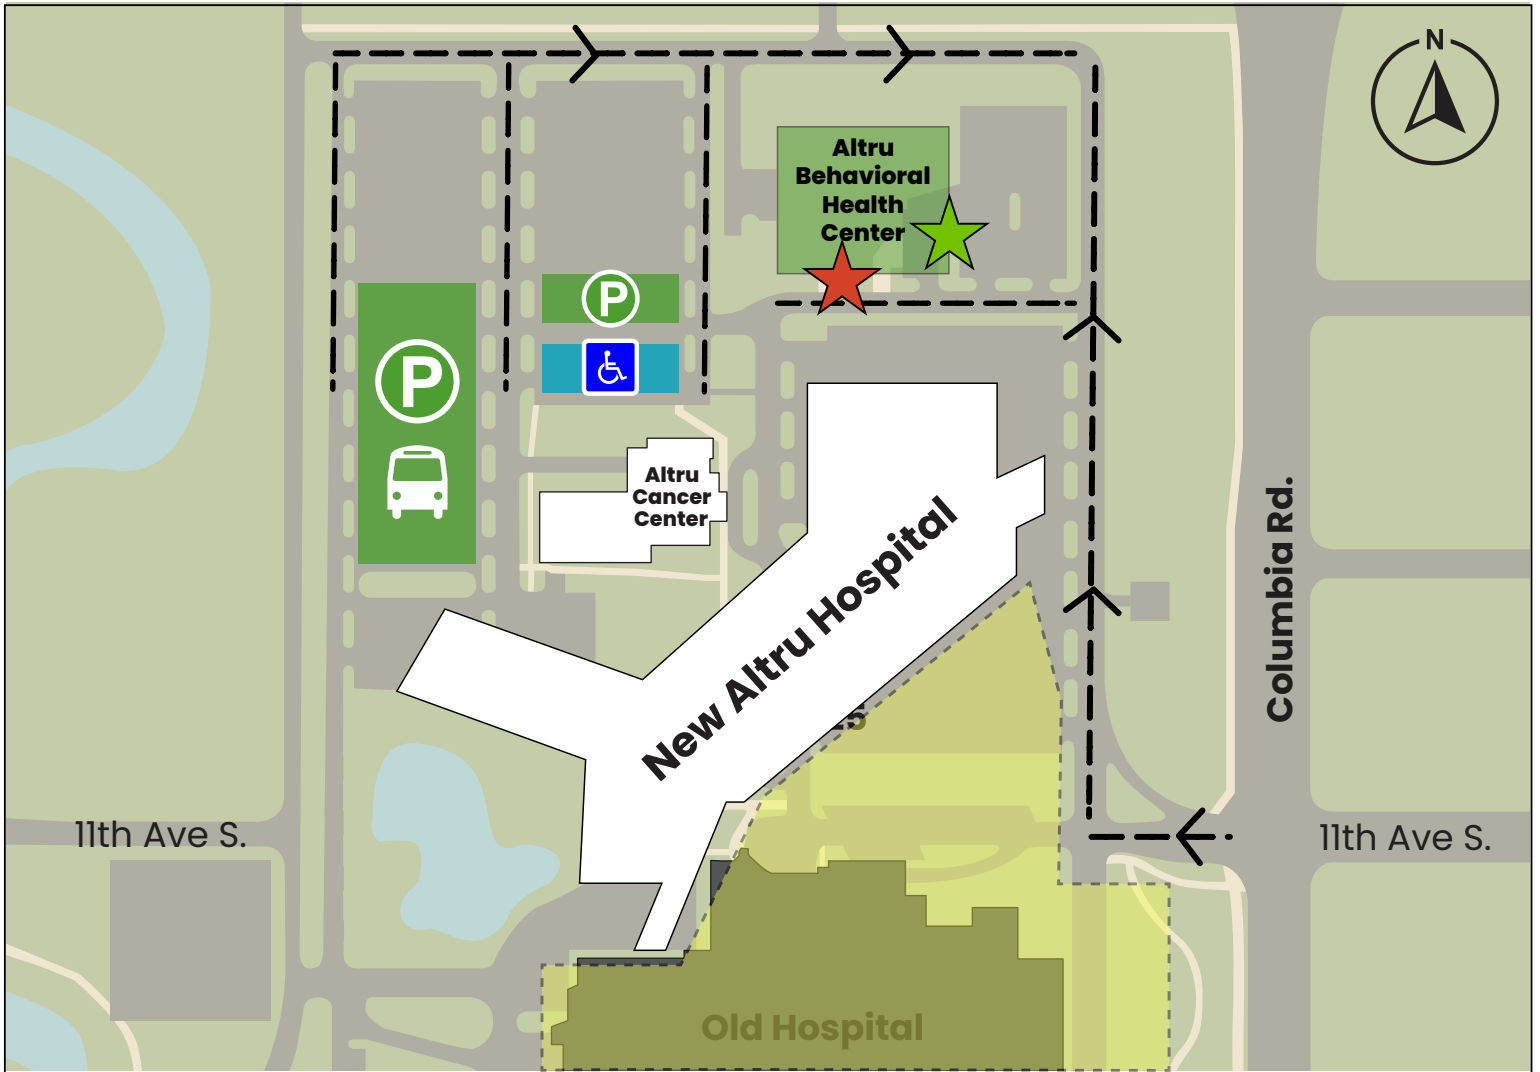 N
Altru
Behavioral
Health
Center
P
P
Altru
Cancer
Center
New Altru Hospital
Columbia Rd.
11th Ave S.
11th Ave S.
Old Hospital